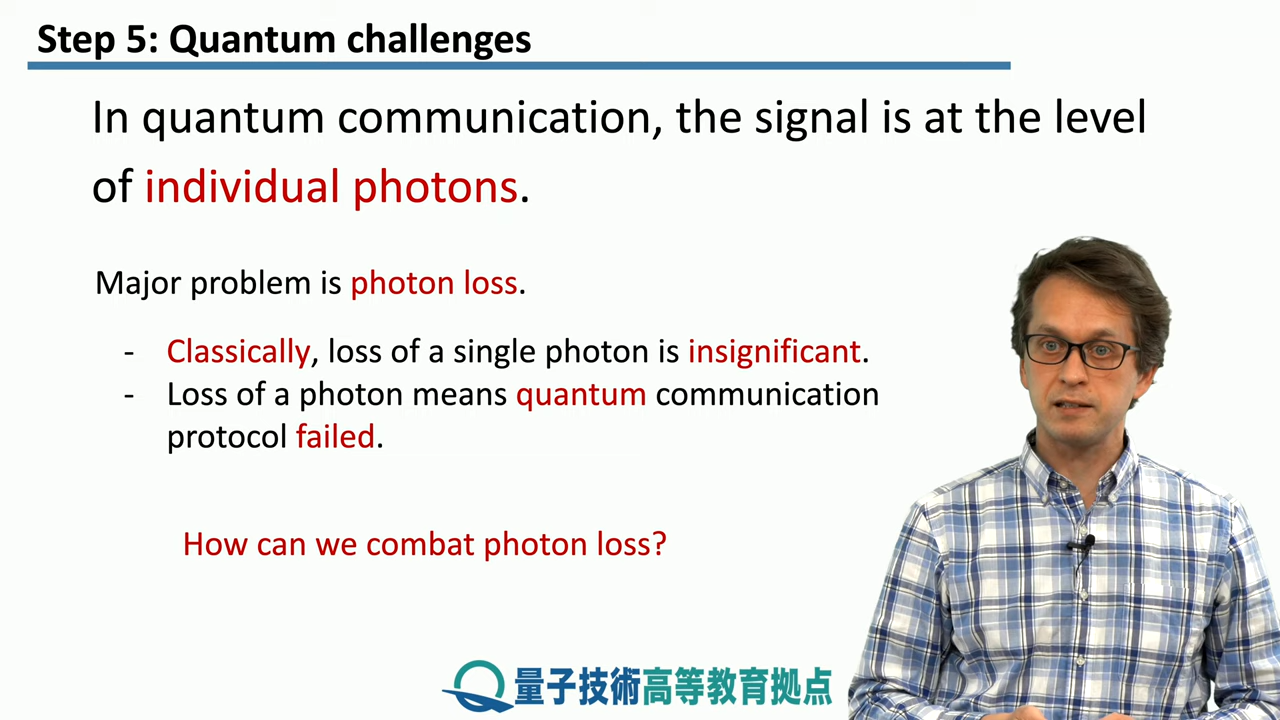 Step 5: Quantum challenges
In quantum communication, the signal is at the level
of individual photons.
Major problem is photon loss.
- Classically, loss of a single photon is insignificant.
- Loss of a photon means quantum communication
protocol failed.
How can we combat photon loss?
量子技術高等教育拠点